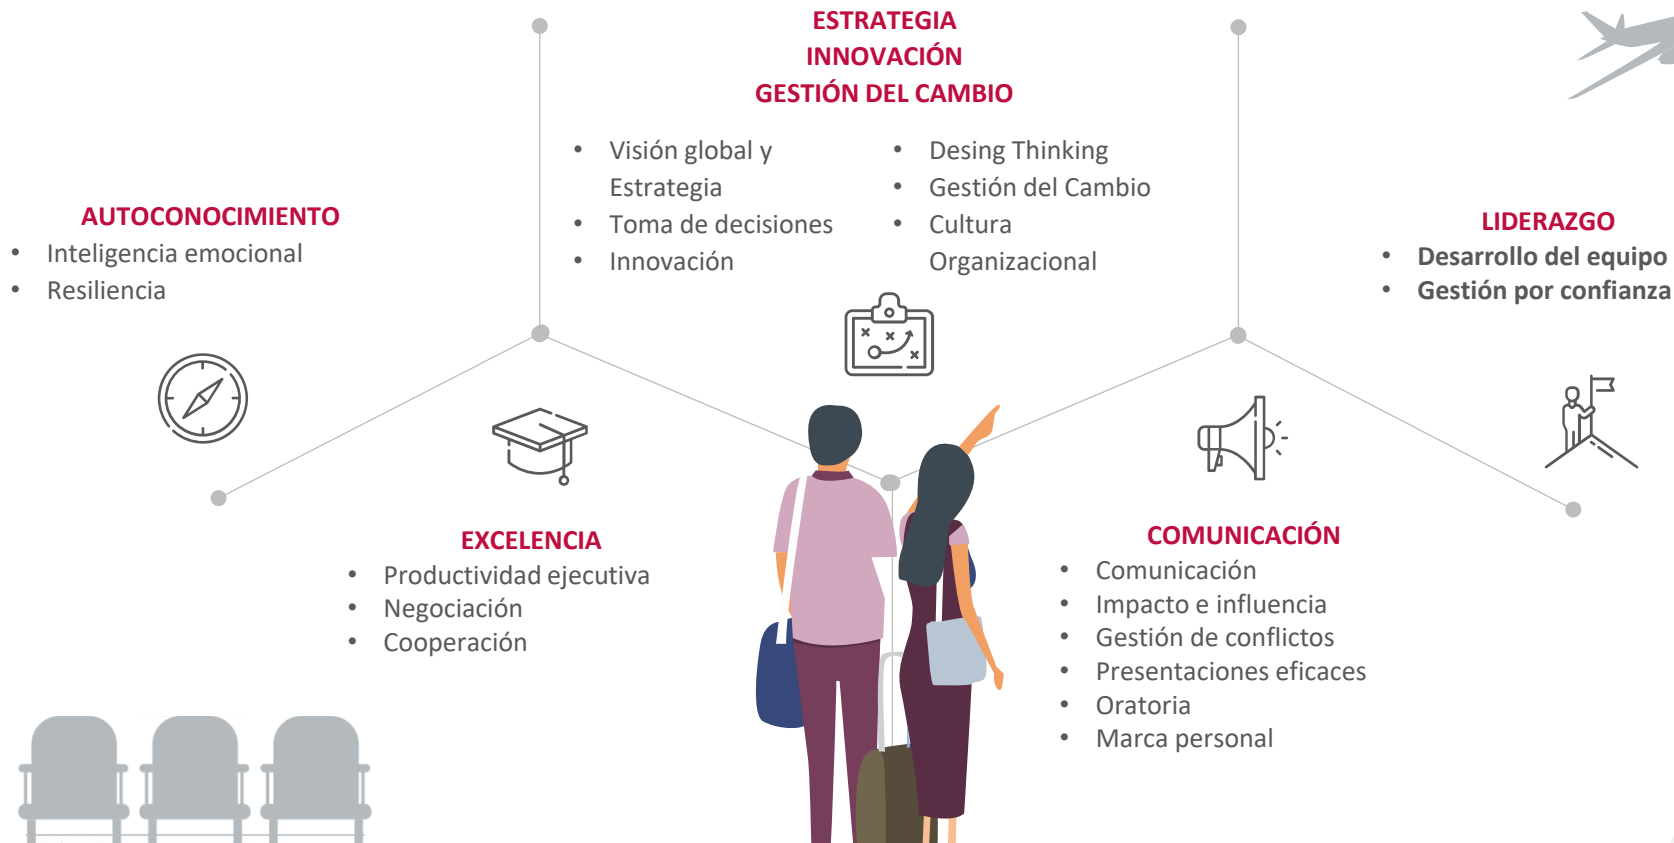 ESTRATEGIA
INNOVACIÓN
GESTIÓN DEL CAMBIO
• Visión global y
Estrategia
• Toma de decisiones
• Innovación
• Desing Thinking
• Gestión del Cambio
• Cultura
Organizacional
AUTOCONOCIMIENTO
• Inteligencia emocional
• Resiliencia
LIDERAZGO
• Desarrollo del equipo
• Gestión por confianza
EXCELENCIA
• Productividad ejecutiva
• Negociación
• Cooperación
COMUNICACIÓN
• Comunicación
• Impacto e influencia
• Gestión de conflictos
• Presentaciones eficaces
• Oratoria
• Marca personal